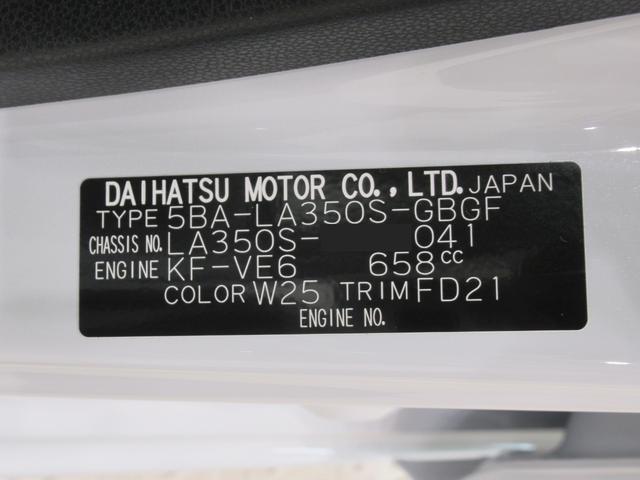 DAIHATSU MOTOR CO., LTD. JAPAN
TYPE 5BA-LA350S-GBGF
CHASSIS NO. LA350S- 041
ENGINE KF-VE6 658cc
COLOR W25 TRIM FD21
ENGINE NO.